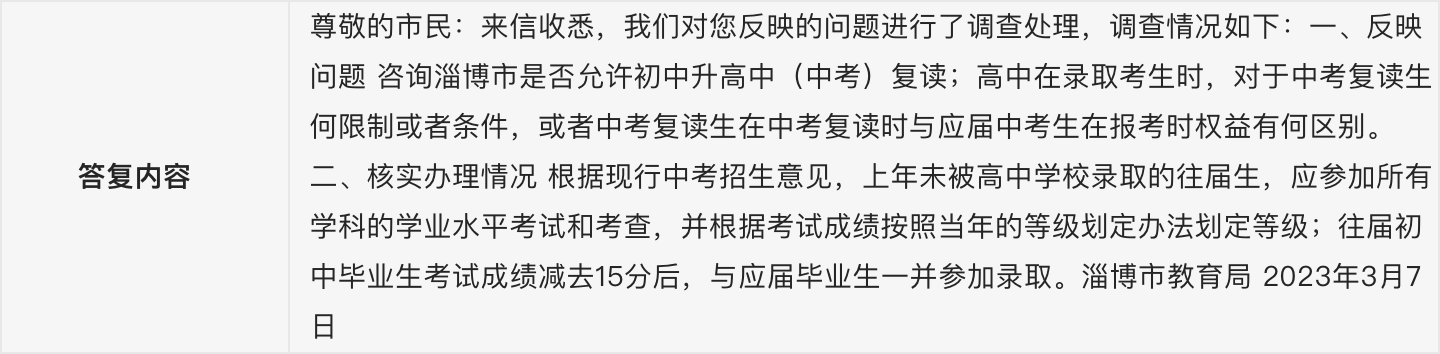 答复内容
尊敬的市民：来信收悉，我们对您反映的问题进行了调查处理，调查情况如下：一、反映
问题 咨询淄博市是否允许初中升高中（中考）复读；高中在录取考生时，对于中考复读生
何限制或者条件，或者中考复读生在中考复读时与应届中考生在报考时权益有何区别。
二、核实办理情况 根据现行中考招生意见，上年未被高中学校录取的往届生，应参加所有
学科的学业水平考试和考查，并根据考试成绩按照当年的等级划定办法划定等级；往届初
中毕业生考试成绩减去15分后，与应届毕业生一并参加录取。淄博市教育局 2023年3月7
日